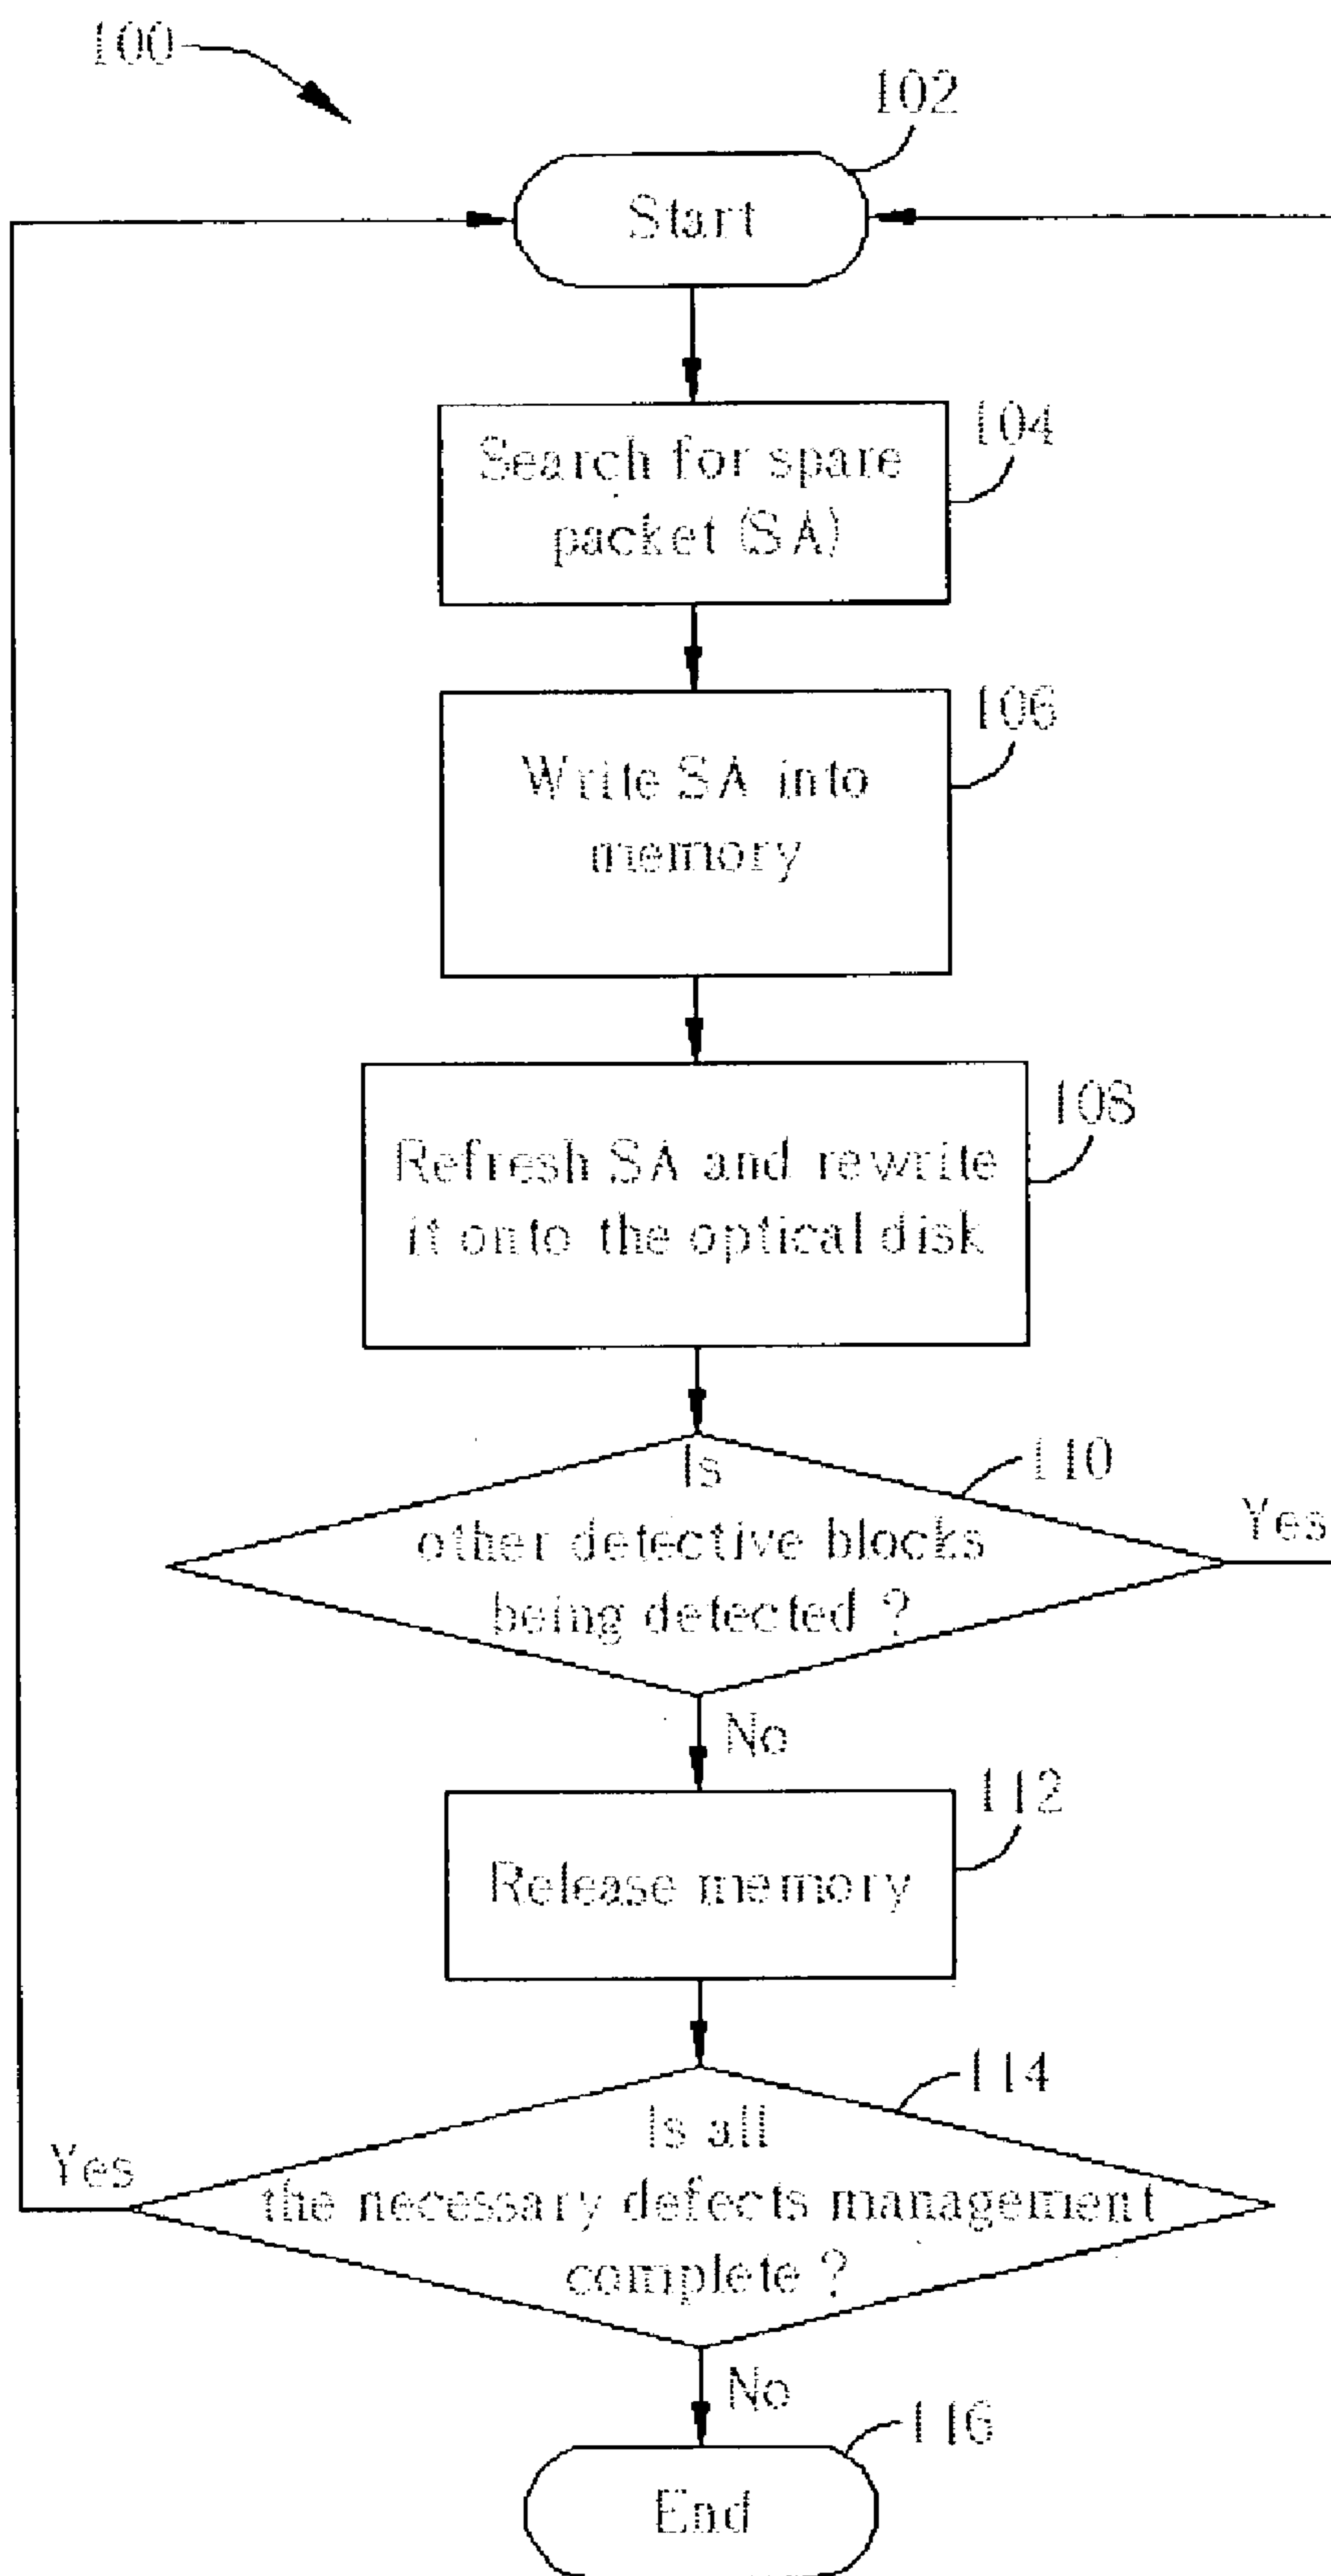 100
102
Start
104
Search for spare
packet (SA)
106
Write SA into
memory
108
Refresh SA and rewrite
it onto the optical disk
110
Is
other detective blocks
being detected ?
Yes
No
112
Release memory
114
Is all
the necessary defects management
complete ?
Yes
No
116
End